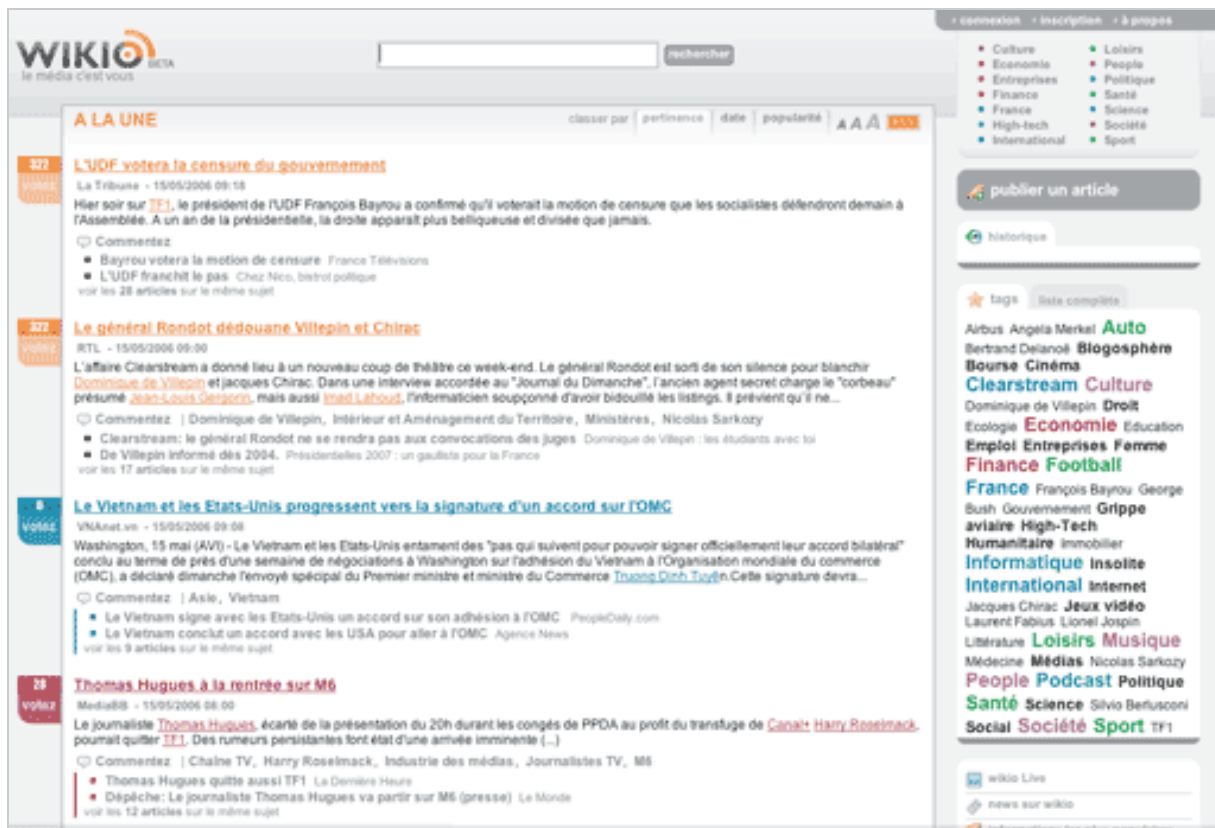 connexion inscription à propos
WIKIO BETA
le média c'est vous
rechercher
Culture
Economie
Entreprises
Finance
France
High-tech
International
Loisirs
People
Politique
Santé
Science
Société
Sport
A LA UNE
classer par pertinence date popularité A A A RSS
322
votez
L'UDF votera la censure du gouvernement
La Tribune - 15/05/2006 09:18
Hier soir sur TF1, le président de l'UDF François Bayrou a confirmé qu'il voterait la motion de censure que les socialistes défendront demain à
l'Assemblée. A un an de la présidentielle, la droite apparaît plus belliqueuse et divisée que jamais.
Commentez
Bayrou votera la motion de censure France Télévisions
L'UDF franchit le pas Chez Nico, bistrot politique
voir les 28 articles sur le même sujet
322
votez
Le général Rondot dédouane Villepin et Chirac
RTL - 15/05/2006 09:00
L'affaire Clearstream a donné lieu à un nouveau coup de théâtre ce week-end. Le général Rondot est sorti de son silence pour blanchir
Dominique de Villepin et jacques Chirac. Dans une interview accordée au "Journal du Dimanche", l'ancien agent secret charge le "corbeau"
présumé Jean-Louis Gergorin, mais aussi Imad Lahoud, l'informaticien soupçonné d'avoir bidouillé les listings. Il prévient qu'il ne...
Commentez | Dominique de Villepin, Intérieur et Aménagement du Territoire, Ministères, Nicolas Sarkozy
Clearstream: le général Rondot ne se rendra pas aux convocations des juges Dominique de Villepin : les étudiants avec toi
De Villepin informé dès 2004. Présidentielles 2007 : un gaulliste pour la France
voir les 17 articles sur le même sujet
votez
Le Vietnam et les Etats-Unis progressent vers la signature d'un accord sur l'OMC
VNAnet.vn - 15/05/2006 09:08
Washington, 15 mai (AVI) - Le Vietnam et les Etats-Unis entament des "pas qui suivent pour pouvoir signer officiellement leur accord bilatéral"
conclu au terme de près d'une semaine de négociations à Washington sur l'adhésion du Vietnam à l'Organisation mondiale du commerce
(OMC), a déclaré dimanche l'envoyé spécial du Premier ministre et ministre du Commerce Truong Dinh Tuyên.Cette signature devra...
Commentez | Asie, Vietnam
Le Vietnam signe avec les Etats-Unis un accord sur son adhésion à l'OMC PeopleDaily.com
Le Vietnam conclut un accord avec les USA pour aller à l'OMC Agence News
voir les 9 articles sur le même sujet
28
votez
Thomas Hugues à la rentrée sur M6
MediaBB - 15/05/2006 08:00
Le journaliste Thomas Hugues, écarté de la présentation du 20h durant les congés de PPDA au profit du transfuge de Canal+ Harry Roselmack,
pourrait quitter TF1. Des rumeurs persistantes font état d'une arrivée imminente (...)
Commentez | Chaîne TV, Harry Roselmack, Industrie des médias, Journalistes TV, M6
Thomas Hugues quitte aussi TF1 La Dernière Heure
Dépêche: Le journaliste Thomas Hugues va partir sur M6 (presse) Le Monde
voir les 12 articles sur le même sujet
publier un article
historique
tags liste complète
Airbus Angela Merkel Auto
Bertrand Delanoë Blogosphère
Bourse Cinéma
Clearstream Culture
Dominique de Villepin Droit
Ecologie Economie Education
Emploi Entreprises Femme
Finance Football
France François Bayrou George
Bush Gouvernement Grippe
aviaire High-Tech
Humanitaire Immobilier
Informatique Insolite
International Internet
Jacques Chirac Jeux vidéo
Laurent Fabius Lionel Jospin
Littérature Loisirs Musique
Médecine Médias Nicolas Sarkozy
People Podcast Politique
Santé Science Silvio Berlusconi
Social Société Sport TF1
wikio Live
news sur wikio